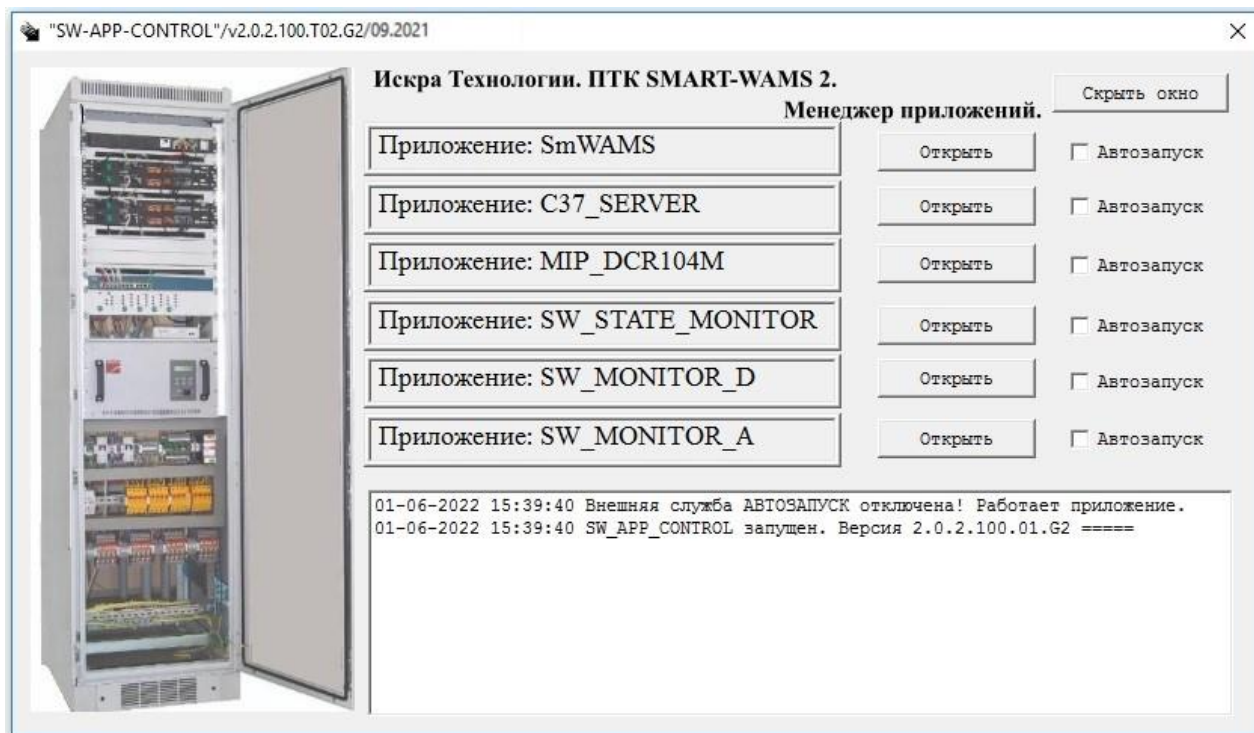 "SW-APP-CONTROL"/v2.0.2.100.T02.G2/09.2021
Искра Технологии. ПТК SMART-WAMS 2.
Менеджер приложений.
Скрыть окно
Приложение: SmWAMS Открыть Автозапуск
Приложение: C37_SERVER Открыть Автозапуск
Приложение: MIP_DCR104M Открыть Автозапуск
Приложение: SW_STATE_MONITOR Открыть Автозапуск
Приложение: SW_MONITOR_D Открыть Автозапуск
Приложение: SW_MONITOR_A Открыть Автозапуск
01-06-2022 15:39:40 Внешняя служба АВТОЗАПУСК отключена! Работает приложение.
01-06-2022 15:39:40 SW_APP_CONTROL запущен. Версия 2.0.2.100.01.G2 =====